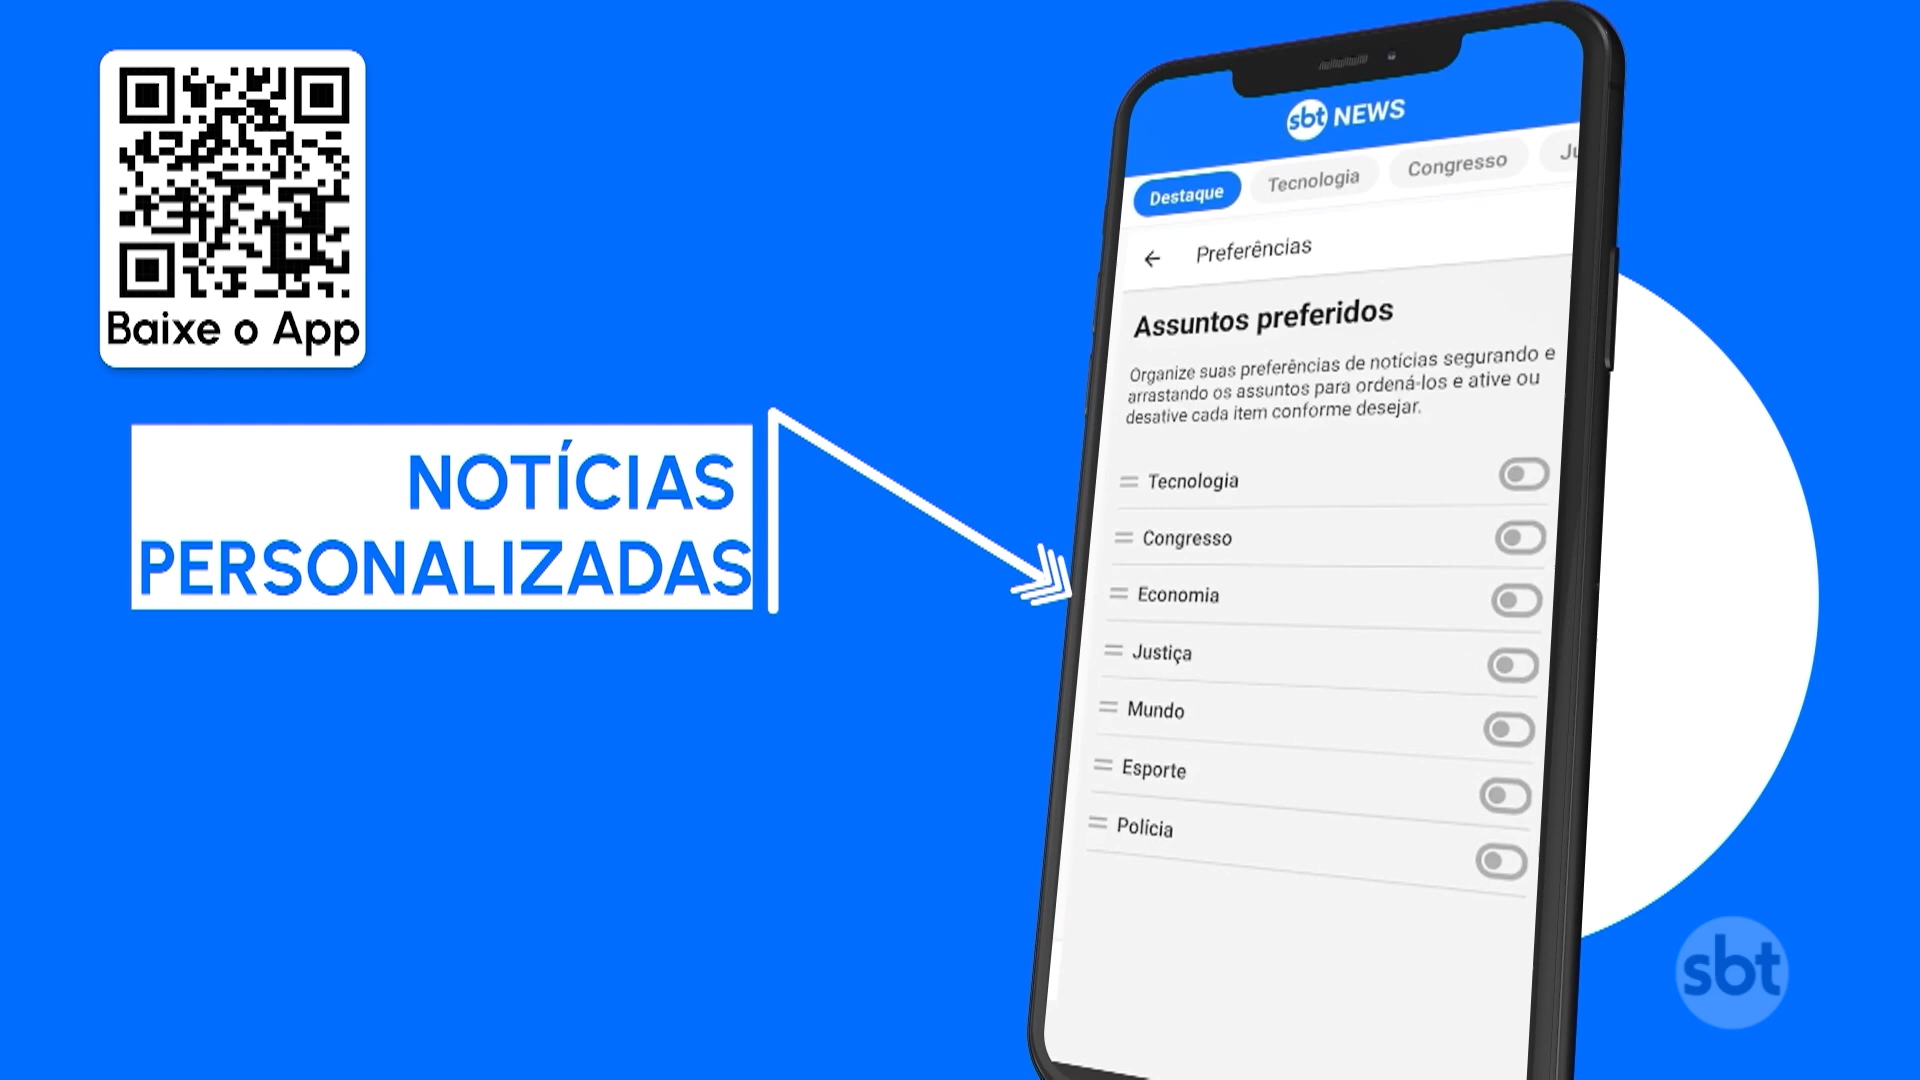 Baixe o App
NOTÍCIAS
PERSONALIZADAS
sbt NEWS
Destaque
Tecnologia
Congresso
Ju
Preferências
Assuntos preferidos
Organize suas preferências de notícias segurando e
arrastando os assuntos para ordená-los e ative ou
desative cada item conforme desejar.
Tecnologia
Congresso
Economia
Justiça
Mundo
Esporte
Polícia
sbt